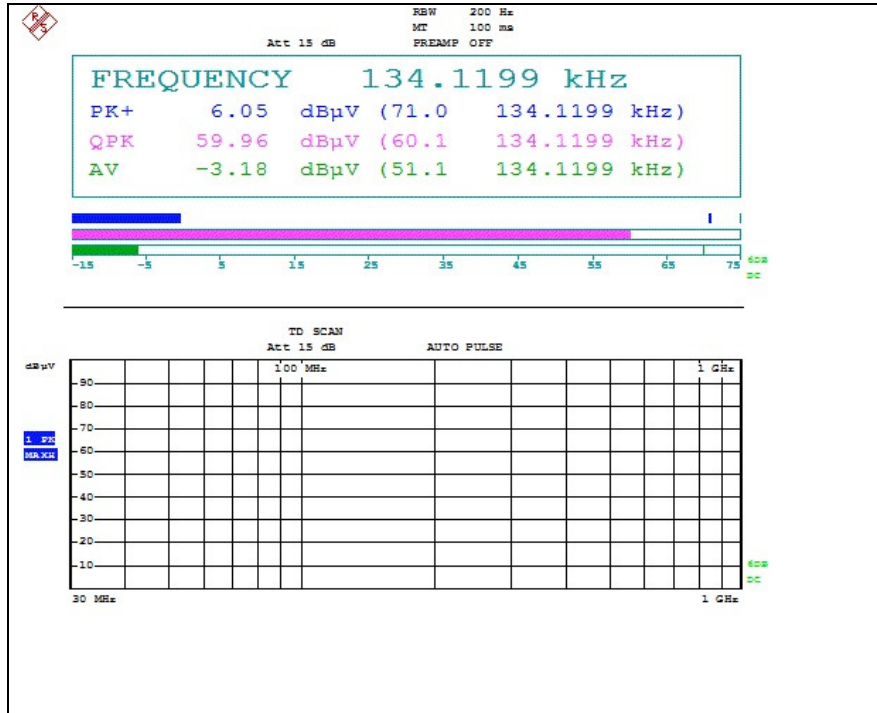 R S
RBW 200 Hz
MT 100 ms
Att 15 dB PREAMP OFF
FREQUENCY 134.1199 kHz
PK+ 6.05 dBµV (71.0 134.1199 kHz)
QPK 59.96 dBµV (60.1 134.1199 kHz)
AV -3.18 dBµV (51.1 134.1199 kHz)
-15 -5 5 15 25 35 45 55 65 75
6DB
DC
TD SCAN
Att 15 dB AUTO PULSE
dBµV
100 MHz 1 GHz
90
80
70
1 PK
MAXH
60
50
40
30
20
10
6DB
DC
30 MHz 1 GHz